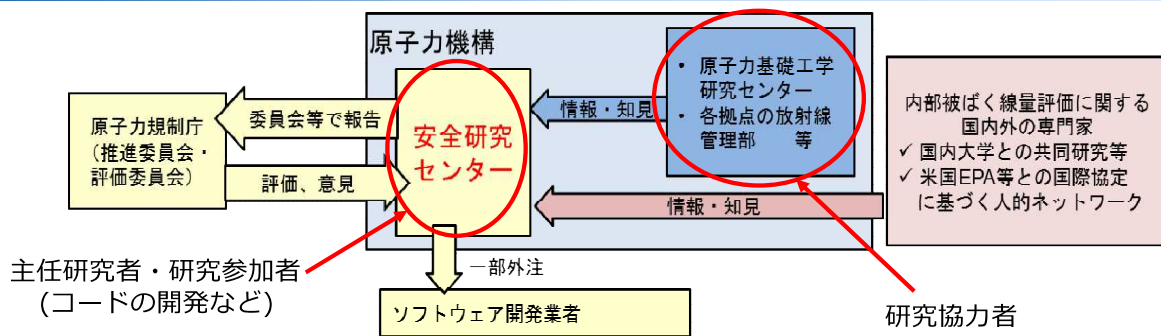 原子力機構
・ 原子力基礎工学
研究センター
・ 各拠点の放射線
管理部 等
内部被ばく線量評価に関する
国内外の専門家
✓ 国内大学との共同研究等
✓ 米国EPA等との国際協定
に基づく人的ネットワーク
原子力規制庁
（推進委員会・
評価委員会）
委員会等で報告
評価、意見
安全研究
センター
情報・知見
情報・知見
一部外注
ソフトウェア開発業者
主任研究者・研究参加者
(コードの開発など)
研究協力者